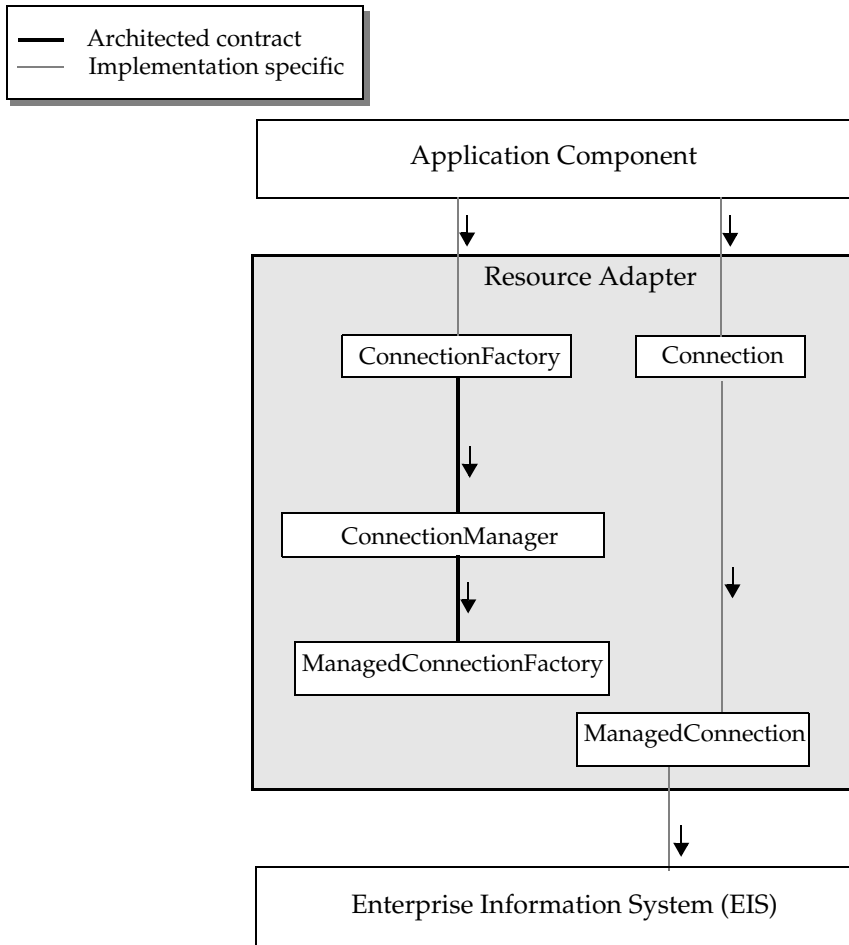 Architected contract
Implementation specific
Application Component
Resource Adapter
ConnectionFactory
Connection
ConnectionManager
ManagedConnectionFactory
ManagedConnection
Enterprise Information System (EIS)